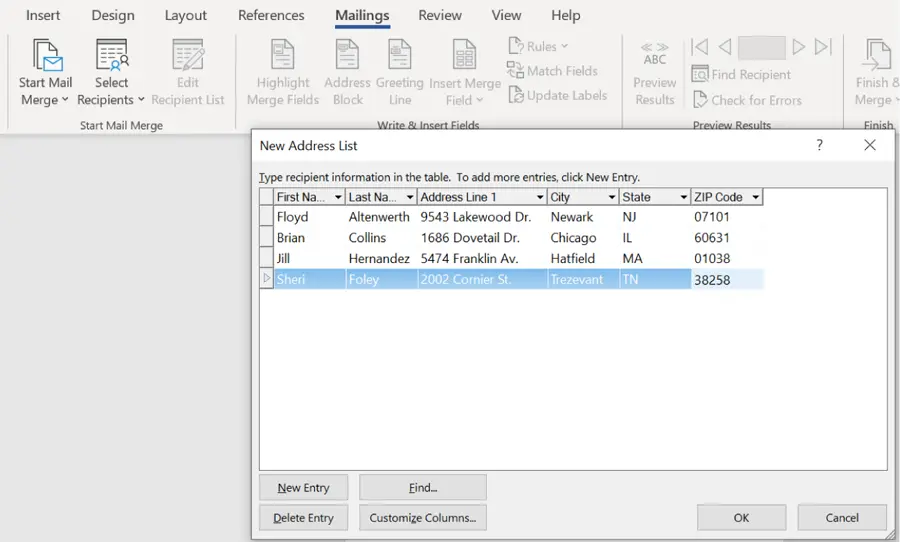 Insert Design Layout References Mailings Review View Help
Start Mail Merge
Select Recipients
Edit Recipient List
Start Mail Merge
Highlight Merge Fields
Address Block
Greeting Line
Insert Merge Field
Rules
Match Fields
Update Labels
Write & Insert Fields
ABC
Preview Results
Find Recipient
Check for Errors
Preview Results
Finish & Merge
Finish
New Address List ?
Type recipient information in the table. To add more entries, click New Entry.
First Na... Last Na... Address Line 1 City State ZIP Code
Floyd Altenwerth 9543 Lakewood Dr. Newark NJ 07101
Brian Collins 1686 Dovetail Dr. Chicago IL 60631
Jill Hernandez 5474 Franklin Av. Hatfield MA 01038
Sheri Foley 2002 Cornier St. Trezevant TN 38258
New Entry Find...
Delete Entry Customize Columns... OK Cancel